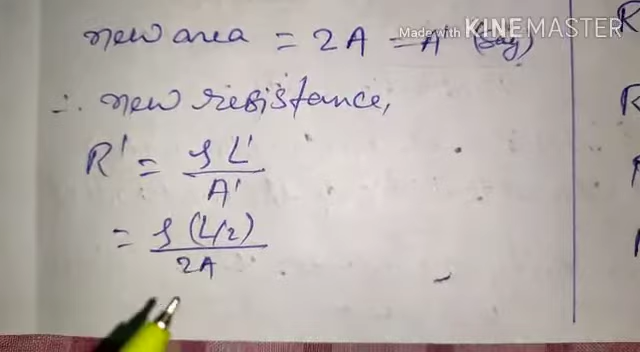 new area = 2A = A' (say)
Made with KINEMASTER
∴ new resistance,
R' = ρ L' / A'
= ρ (L/2) / 2A
R
R